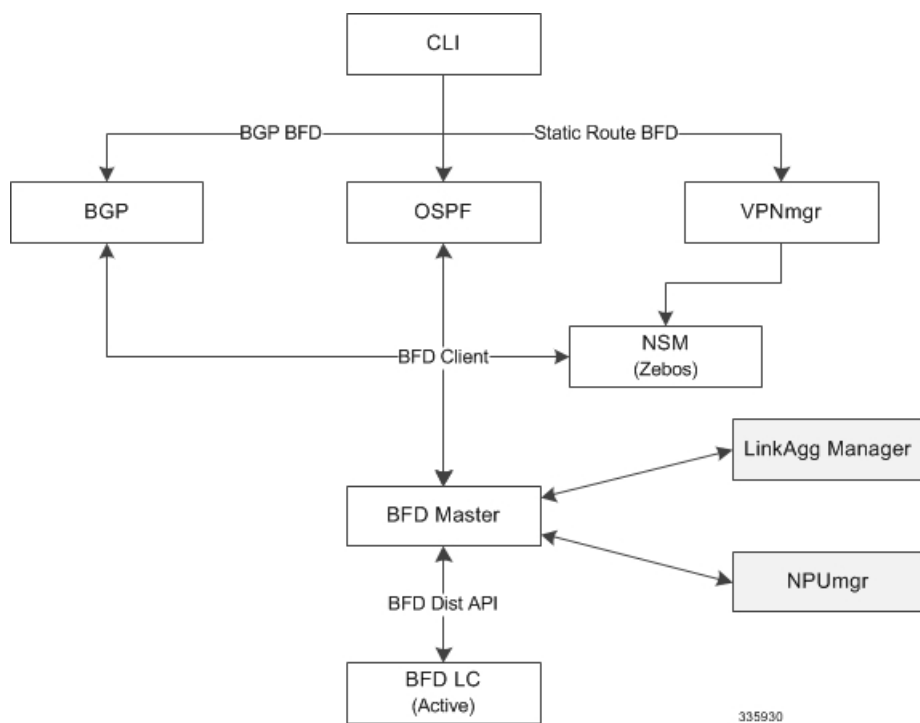 CLI
BGP BFD
Static Route BFD
BGP
OSPF
VPNmgr
NSM
(Zebos)
BFD Client
LinkAgg Manager
BFD Master
NPUmgr
BFD Dist API
BFD LC
(Active)
335930